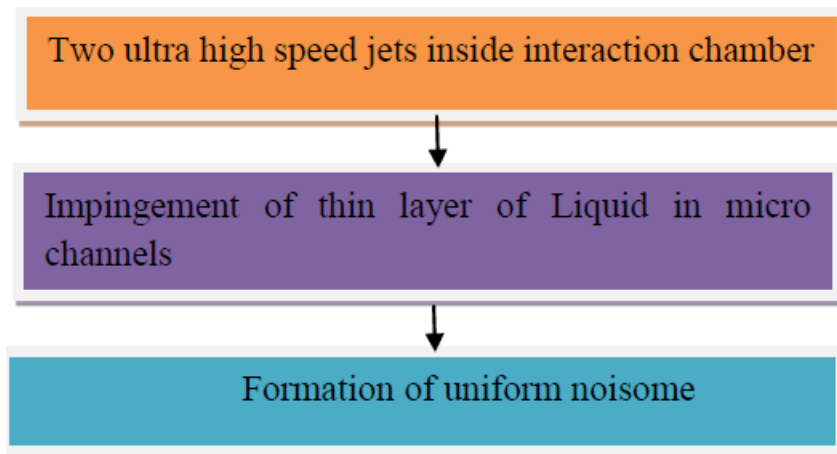 Two ultra high speed jets inside interaction chamber
Impingement of thin layer of Liquid in micro
channels
Formation of uniform noisome